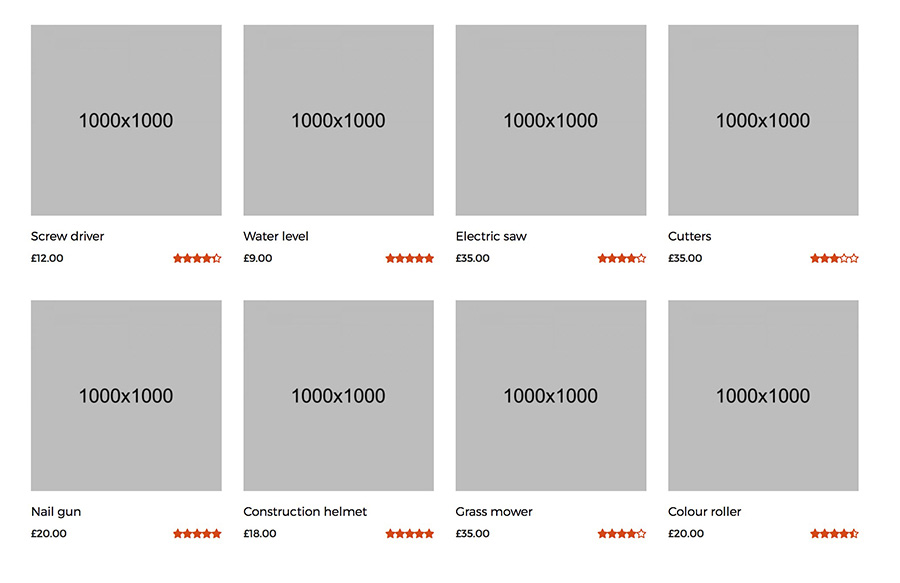 1000x1000 1000x1000 1000x1000 1000x1000
Screw driver Water level Electric saw Cutters
£12.00 £9.00 £35.00 £35.00
1000x1000 1000x1000 1000x1000 1000x1000
Nail gun Construction helmet Grass mower Colour roller
£20.00 £18.00 £35.00 £20.00